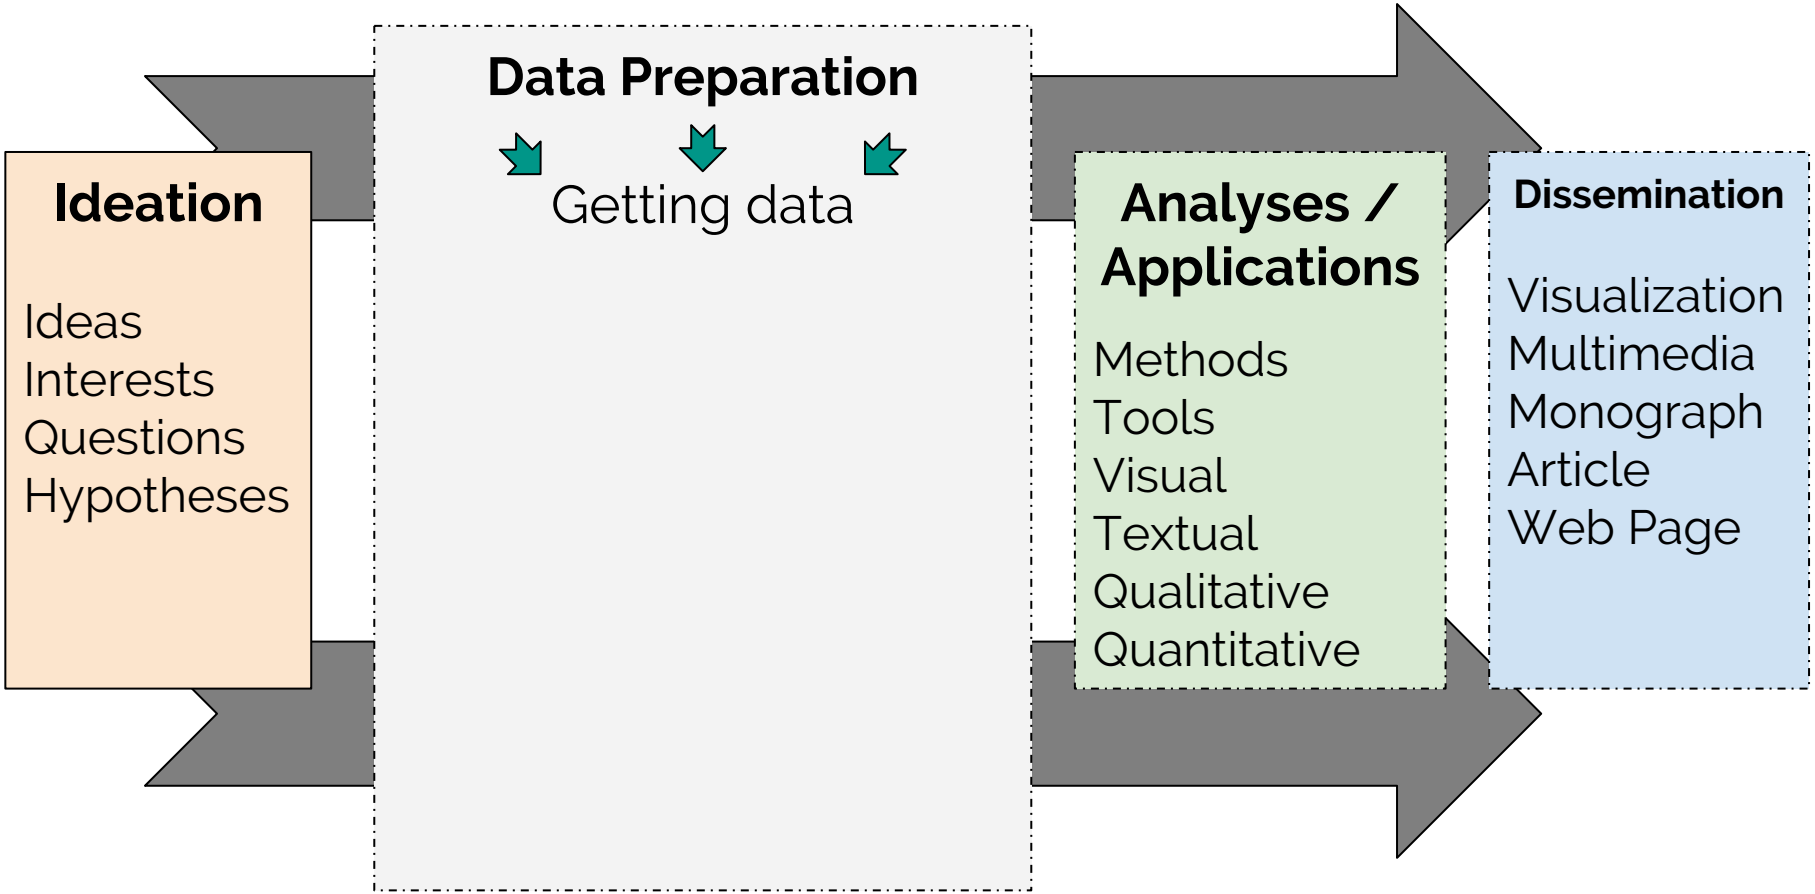 Data Preparation
Getting data
Ideation
Ideas
Interests
Questions
Hypotheses
Analyses /
Applications
Methods
Tools
Visual
Textual
Qualitative
Quantitative
Dissemination
Visualization
Multimedia
Monograph
Article
Web Page